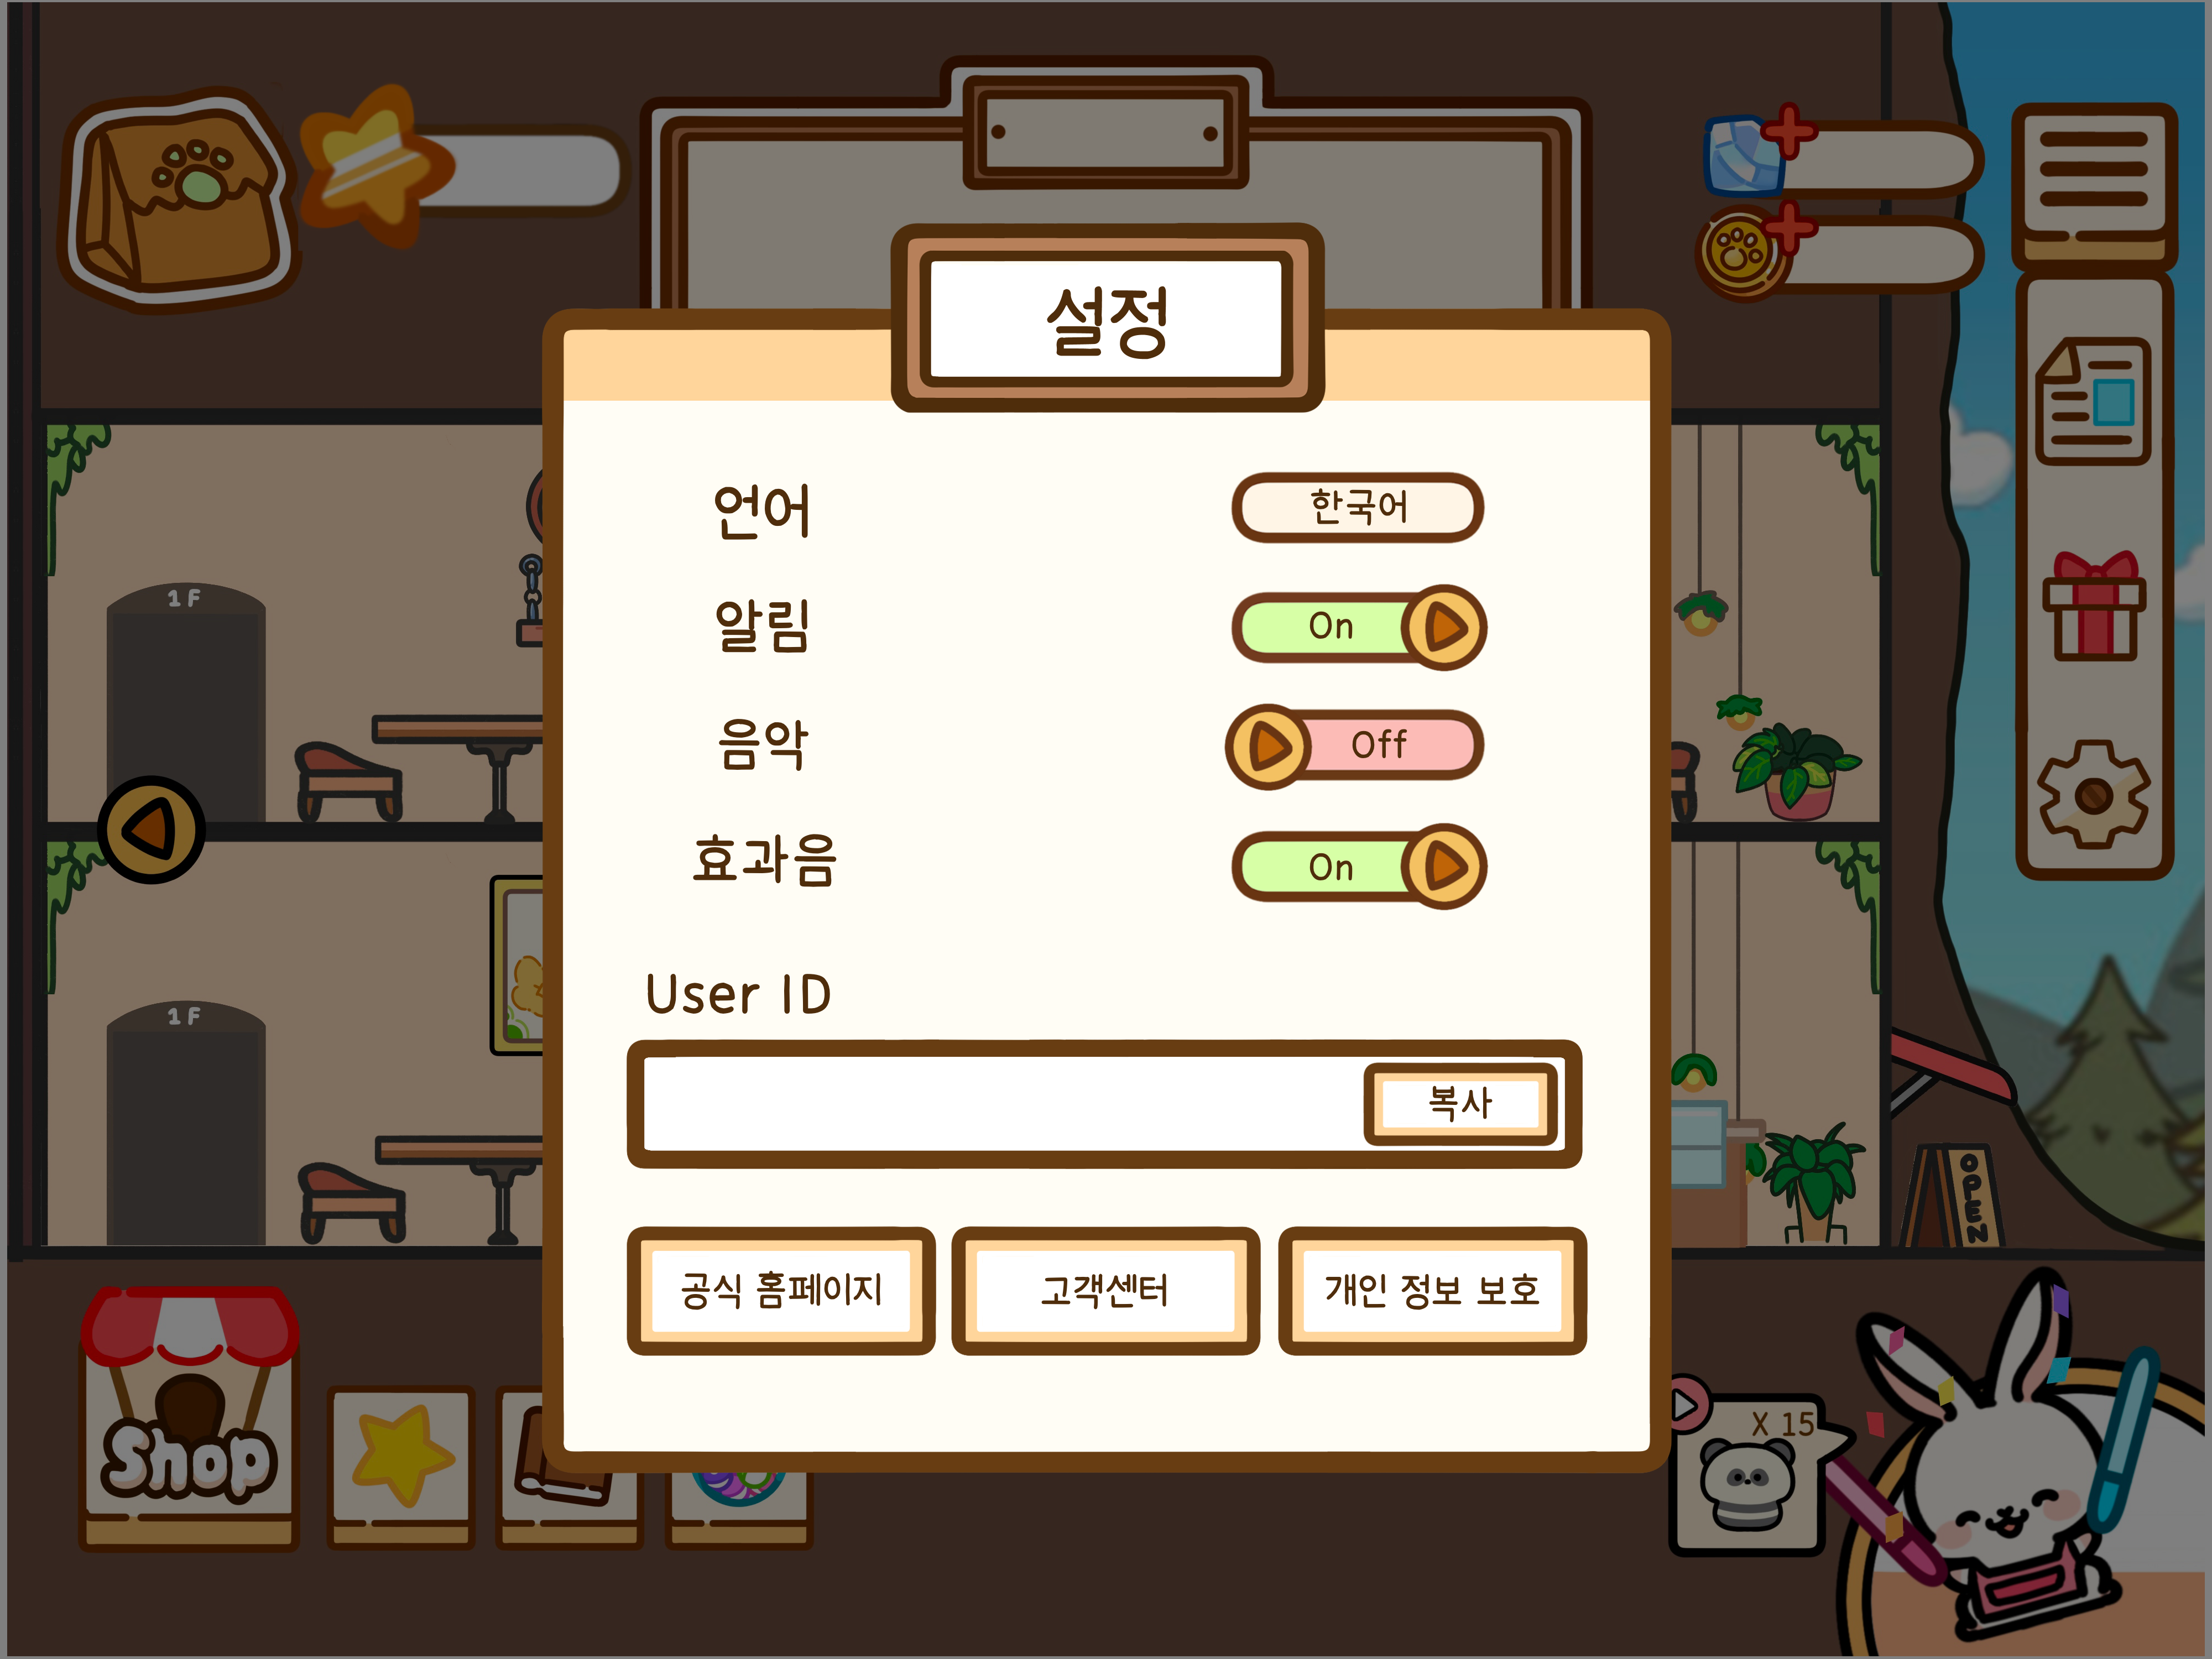 설정
언어
한국어
알림
On
음악
Off
효과음
On
User ID
복사
공식 홈페이지
고객센터
개인 정보 보호
1F
1F
OPEN
Shop
X 15